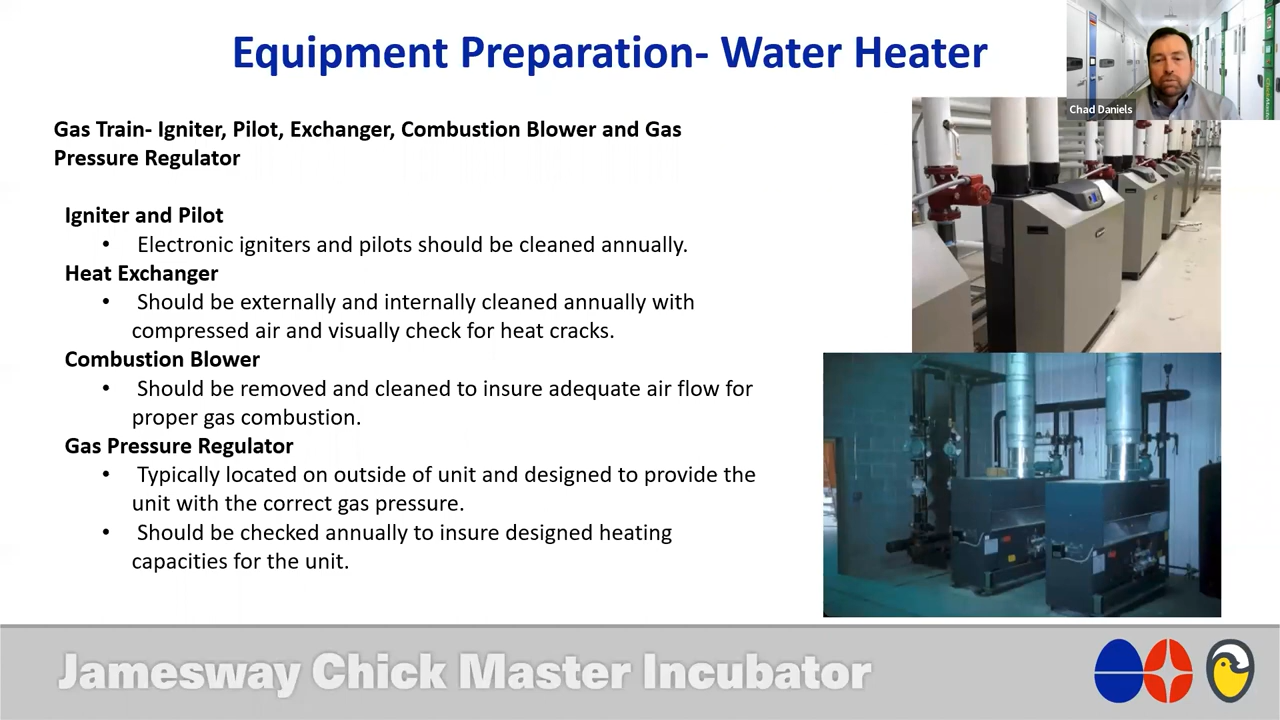 Equipment Preparation- Water Heater
Chad Daniels
Gas Train- Igniter, Pilot, Exchanger, Combustion Blower and Gas
Pressure Regulator
Igniter and Pilot
• Electronic igniters and pilots should be cleaned annually.
Heat Exchanger
• Should be externally and internally cleaned annually with
compressed air and visually check for heat cracks.
Combustion Blower
• Should be removed and cleaned to insure adequate air flow for
proper gas combustion.
Gas Pressure Regulator
• Typically located on outside of unit and designed to provide the
unit with the correct gas pressure.
• Should be checked annually to insure designed heating
capacities for the unit.
Jamesway Chick Master Incubator